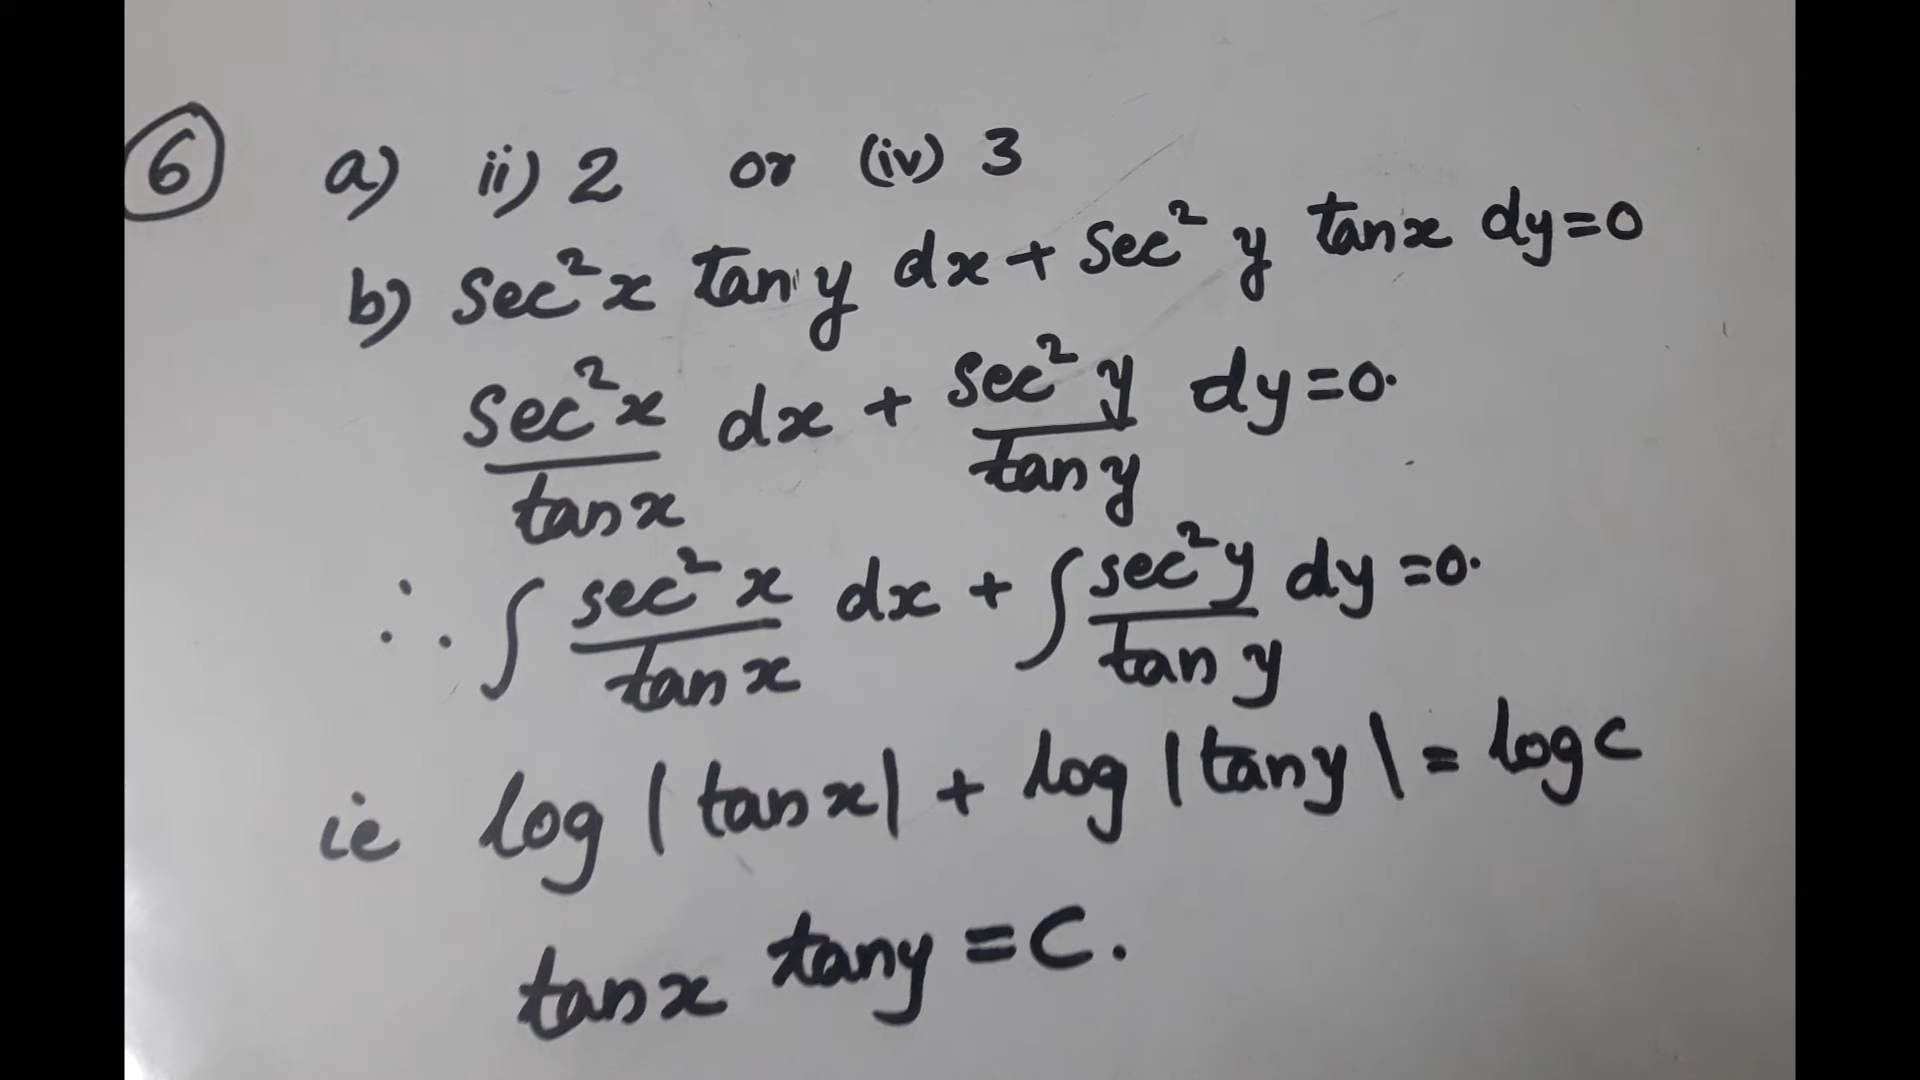 6 a) ii) 2 or (iv) 3
b) sec²x tan y dx + sec² y tan x dy = 0
sec²x/tan x dx + sec² y/tan y dy = 0.
∴ ∫ sec² x/tan x dx + ∫ sec² y/tan y dy = 0.
ie log |tan x| + log |tan y| = log c
tan x tan y = C.